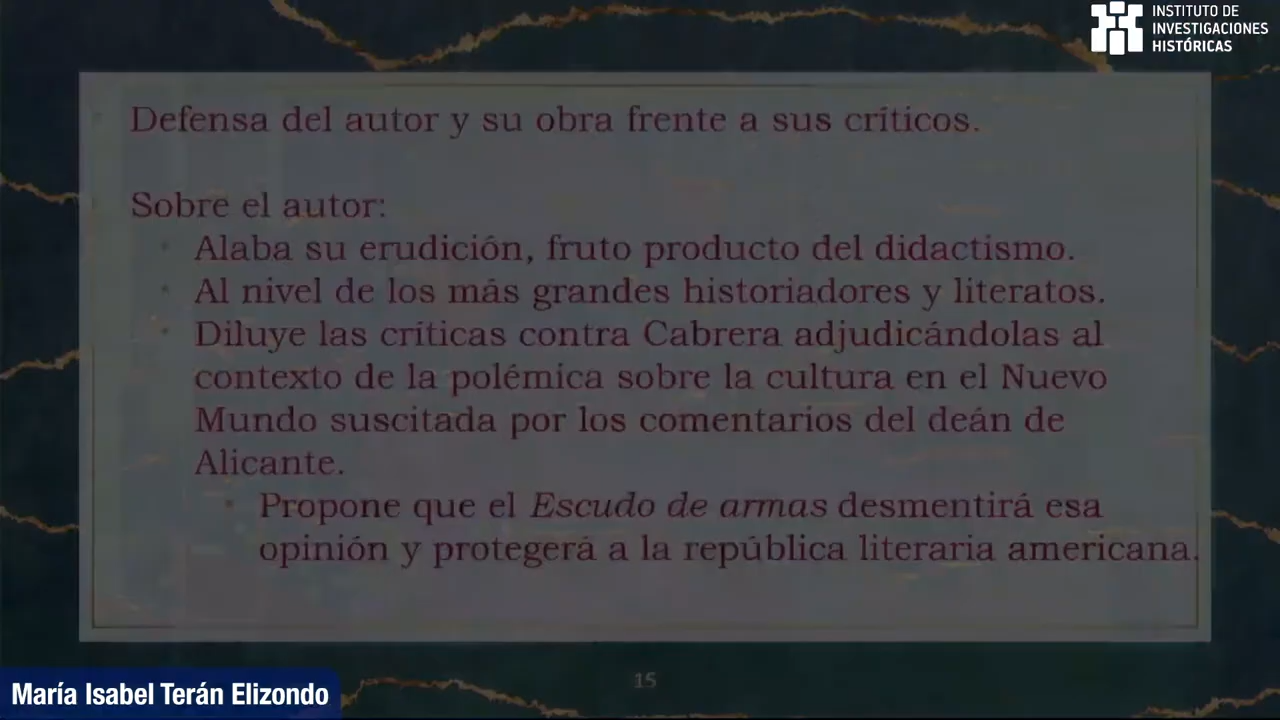 INSTITUTO DE
INVESTIGACIONES
HISTÓRICAS
Defensa del autor y su obra frente a sus críticos.
Sobre el autor:
Alaba su erudición, fruto producto del didactismo.
Al nivel de los más grandes historiadores y literatos.
Diluye las críticas contra Cabrera adjudicándolas al
contexto de la polémica sobre la cultura en el Nuevo
Mundo suscitada por los comentarios del deán de
Alicante.
Propone que el Escudo de armas desmentirá esa
opinión y protegerá a la república literaria americana.
15
María Isabel Terán Elizondo